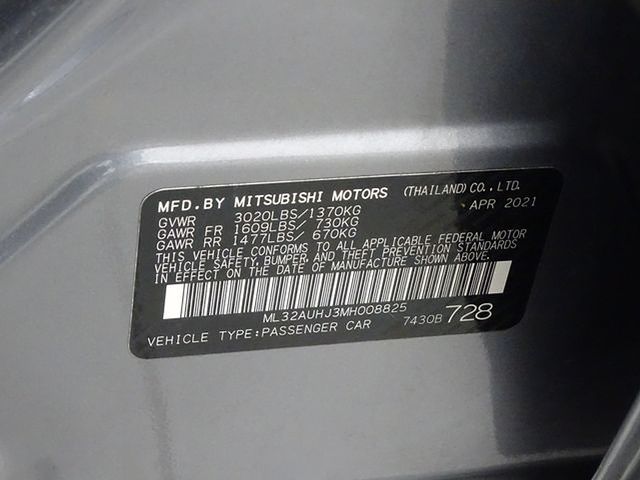 MFD.BY MITSUBISHI MOTORS (THAILAND)CO.,LTD.
GVWR 3020LBS/1370KG APR 2021
GAWR FR 1609LBS/ 730KG
GAWR RR 1477LBS/ 670KG
THIS VEHICLE CONFORMS TO ALL APPLICABLE FEDERAL MOTOR
VEHICLE SAFETY, BUMPER, AND THEFT PREVENTION STANDARDS
IN EFFECT ON THE DATE OF MANUFACTURE SHOWN ABOVE.
ML32AUHJ3MH008825
VEHICLE TYPE:PASSENGER CAR 7430B 728